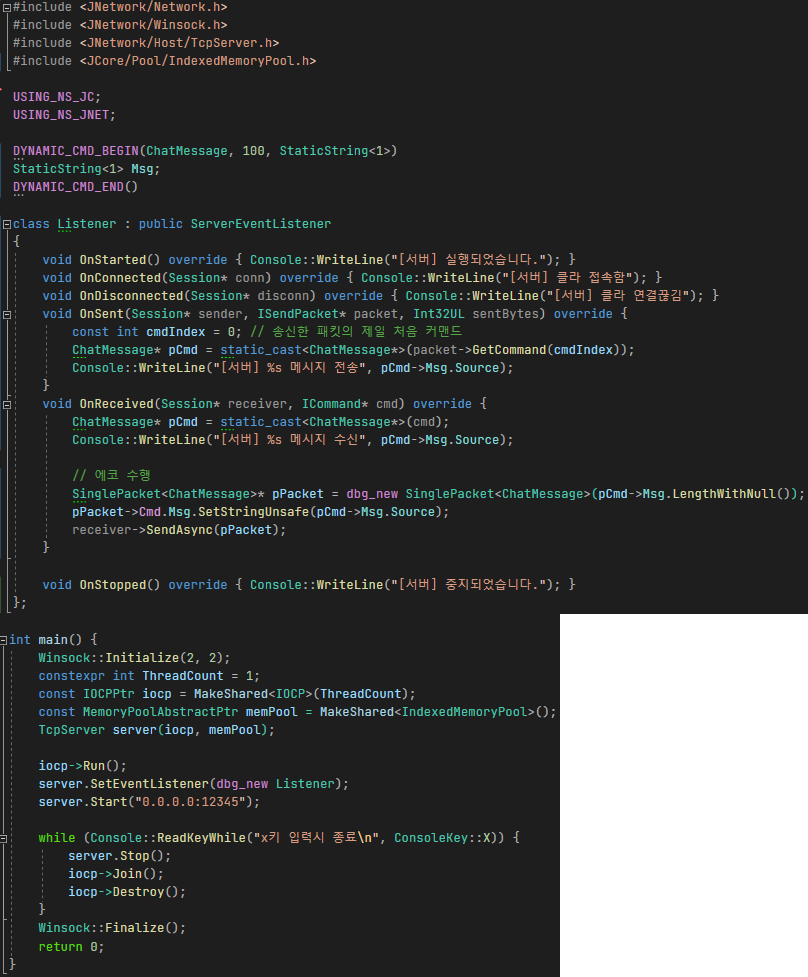 #include <JNetwork/Network.h>
#include <JNetwork/Winsock.h>
#include <JNetwork/Host/TcpServer.h>
#include <JCore/Pool/IndexedMemoryPool.h>
USING_NS_JC;
USING_NS_JNET;
DYNAMIC_CMD_BEGIN(ChatMessage, 100, StaticString<1>)
StaticString<1> Msg;
DYNAMIC_CMD_END()
class Listener : public ServerEventListener
{
void OnStarted() override { Console::WriteLine("[서버] 실행되었습니다."); }
void OnConnected(Session* conn) override { Console::WriteLine("[서버] 클라 접속함"); }
void OnDisconnected(Session* disconn) override { Console::WriteLine("[서버] 클라 연결끊김"); }
void OnSent(Session* sender, ISendPacket* packet, Int32UL sentBytes) override {
const int cmdIndex = 0; // 송신한 패킷의 제일 처음 커맨드
ChatMessage* pCmd = static_cast<ChatMessage*>(packet->GetCommand(cmdIndex));
Console::WriteLine("[서버] %s 메시지 전송", pCmd->Msg.Source);
}
void OnReceived(Session* receiver, ICommand* cmd) override {
ChatMessage* pCmd = static_cast<ChatMessage*>(cmd);
Console::WriteLine("[서버] %s 메시지 수신", pCmd->Msg.Source);
// 에코 수행
SinglePacket<ChatMessage>* pPacket = dbg_new SinglePacket<ChatMessage>(pCmd->Msg.LengthWithNull());
pPacket->Cmd.Msg.SetStringUnsafe(pCmd->Msg.Source);
receiver->SendAsync(pPacket);
}
void OnStopped() override { Console::WriteLine("[서버] 중지되었습니다."); }
};
int main() {
Winsock::Initialize(2, 2);
constexpr int ThreadCount = 1;
const IOCPPtr iocp = MakeShared<IOCP>(ThreadCount);
const MemoryPoolAbstractPtr memPool = MakeShared<IndexedMemoryPool>();
TcpServer server(iocp, memPool);
iocp->Run();
server.SetEventListener(dbg_new Listener);
server.Start("0.0.0.0:12345");
while (Console::ReadKeyWhile("x키 입력시 종료\n", ConsoleKey::X)) {
server.Stop();
iocp->Join();
iocp->Destroy();
}
Winsock::Finalize();
return 0;
}